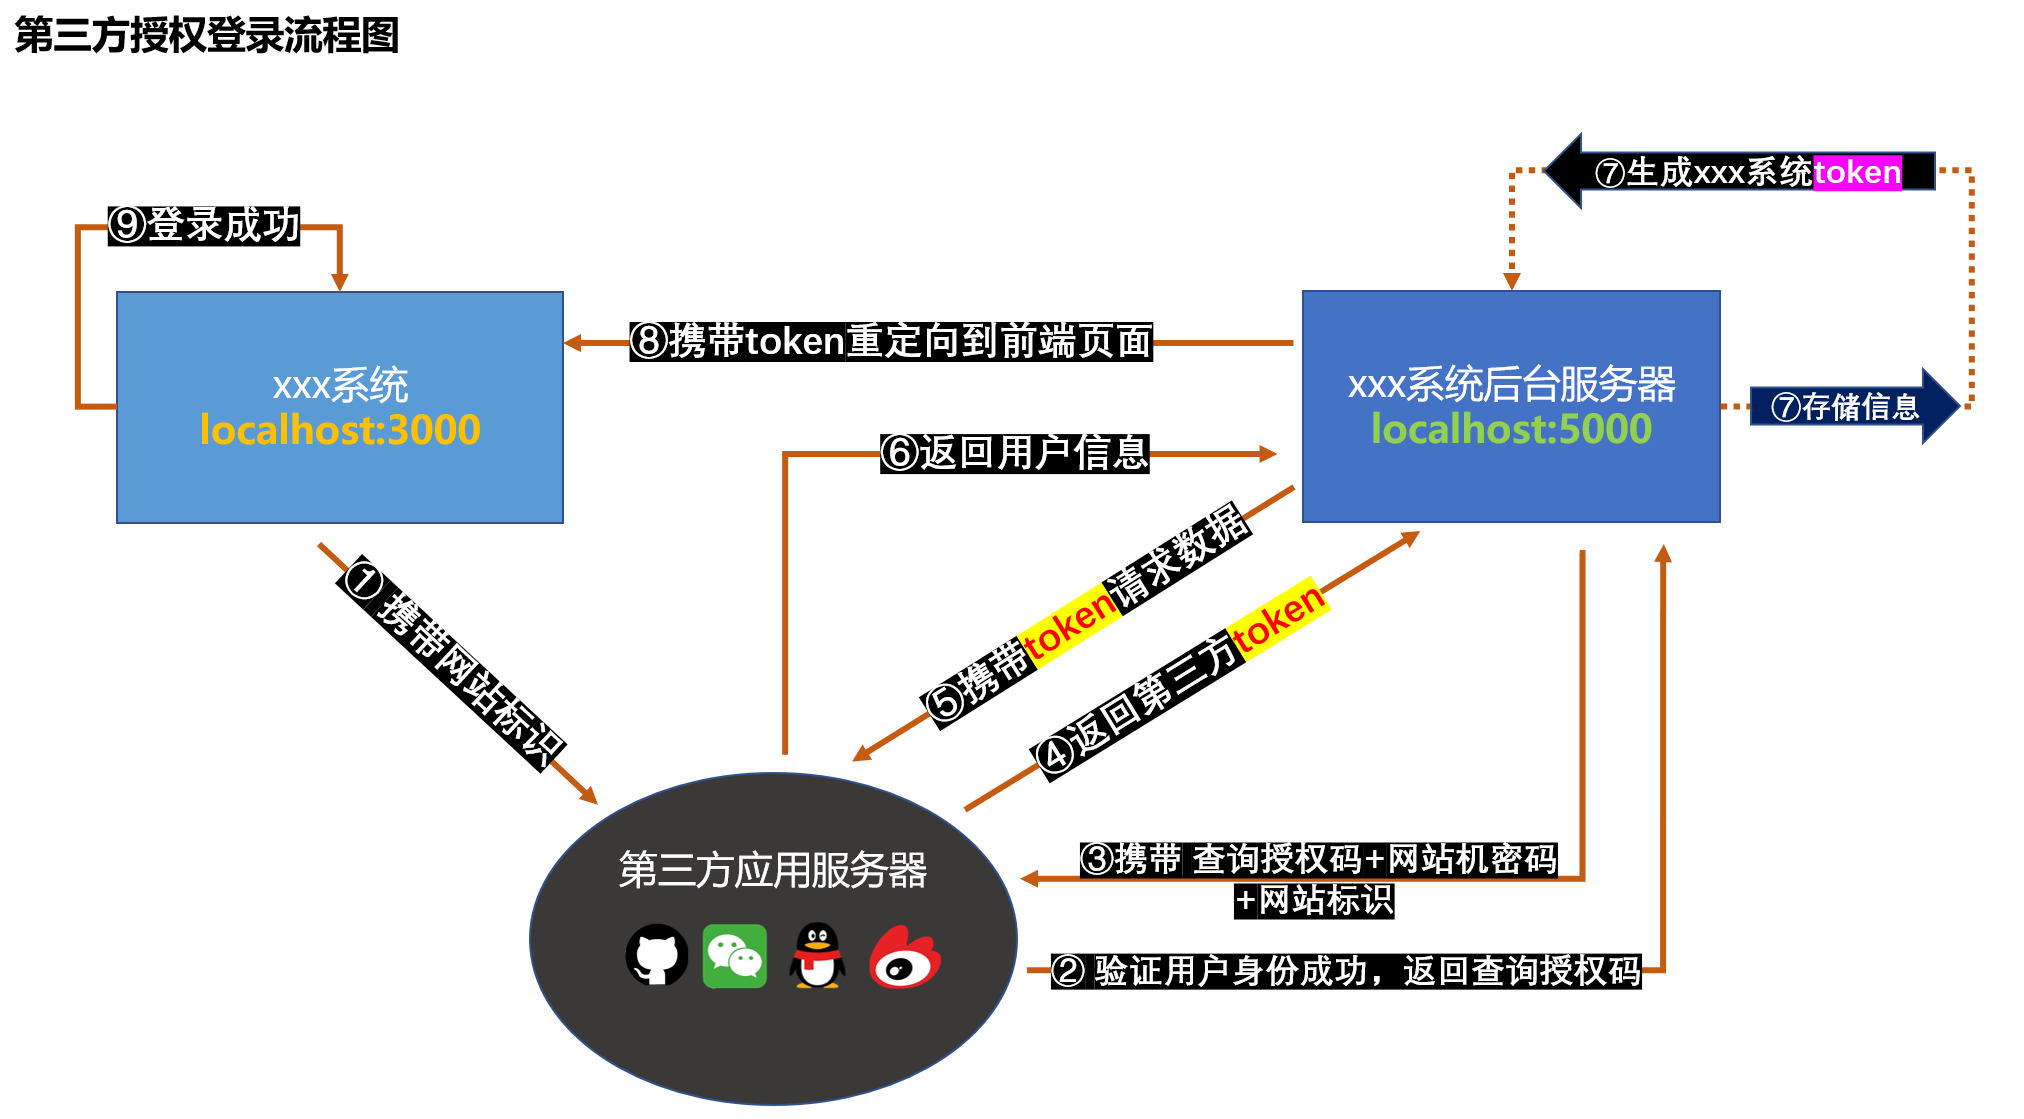 第三方授权登录流程图
⑦生成xxx系统token
⑨登录成功
⑧携带token重定向到前端页面
xxx系统
localhost:3000
xxx系统后台服务器
localhost:5000
⑦存储信息
⑥返回用户信息
⑤携带token请求数据
① 携带网站标识
④返回第三方token
③携带 查询授权码+网站机密码
+网站标识
第三方应用服务器
② 验证用户身份成功，返回查询授权码